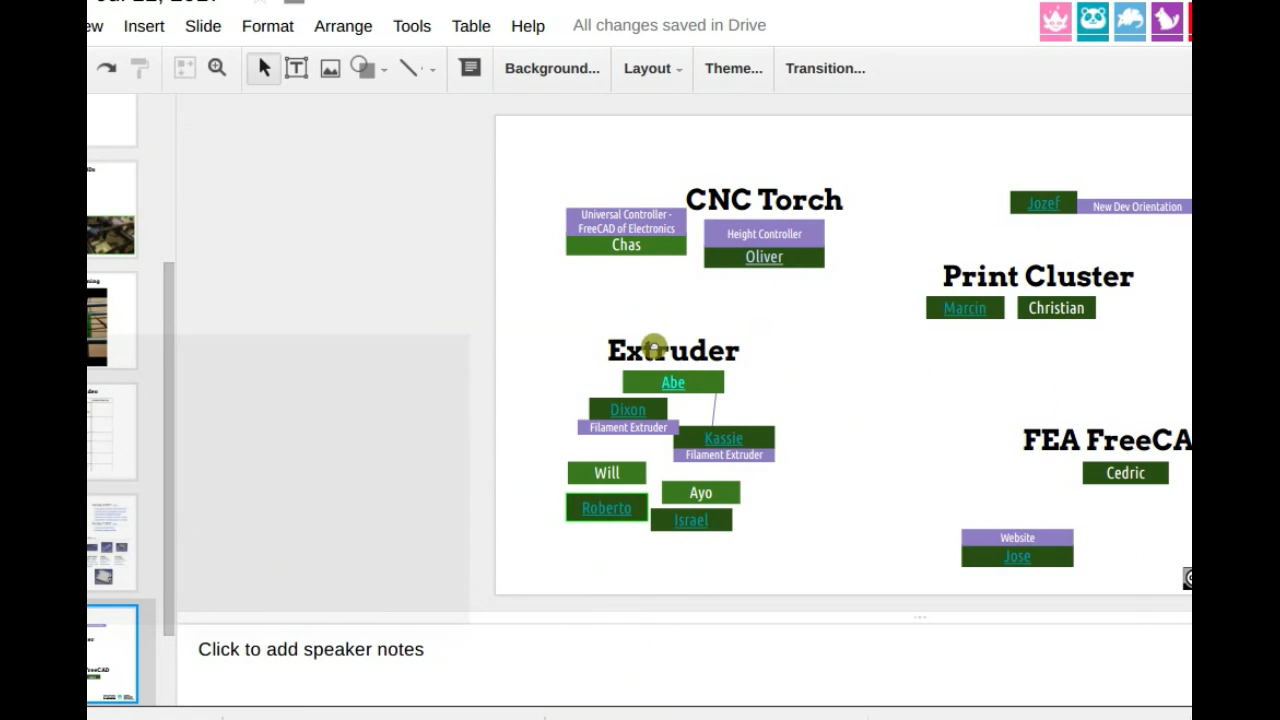 ew Insert Slide Format Arrange Tools Table Help All changes saved in Drive
Background... Layout Theme... Transition...
CNC Torch
Universal Controller -
FreeCAD of Electronics
Chas
Height Controller
Oliver
Jozef
New Dev Orientation
Print Cluster
Marcin
Christian
Extruder
Abe
Dixon
Filament Extruder
Kassie
Filament Extruder
Will
Ayo
Roberto
Israel
FEA FreeCA
Cedric
Website
Jose
Click to add speaker notes